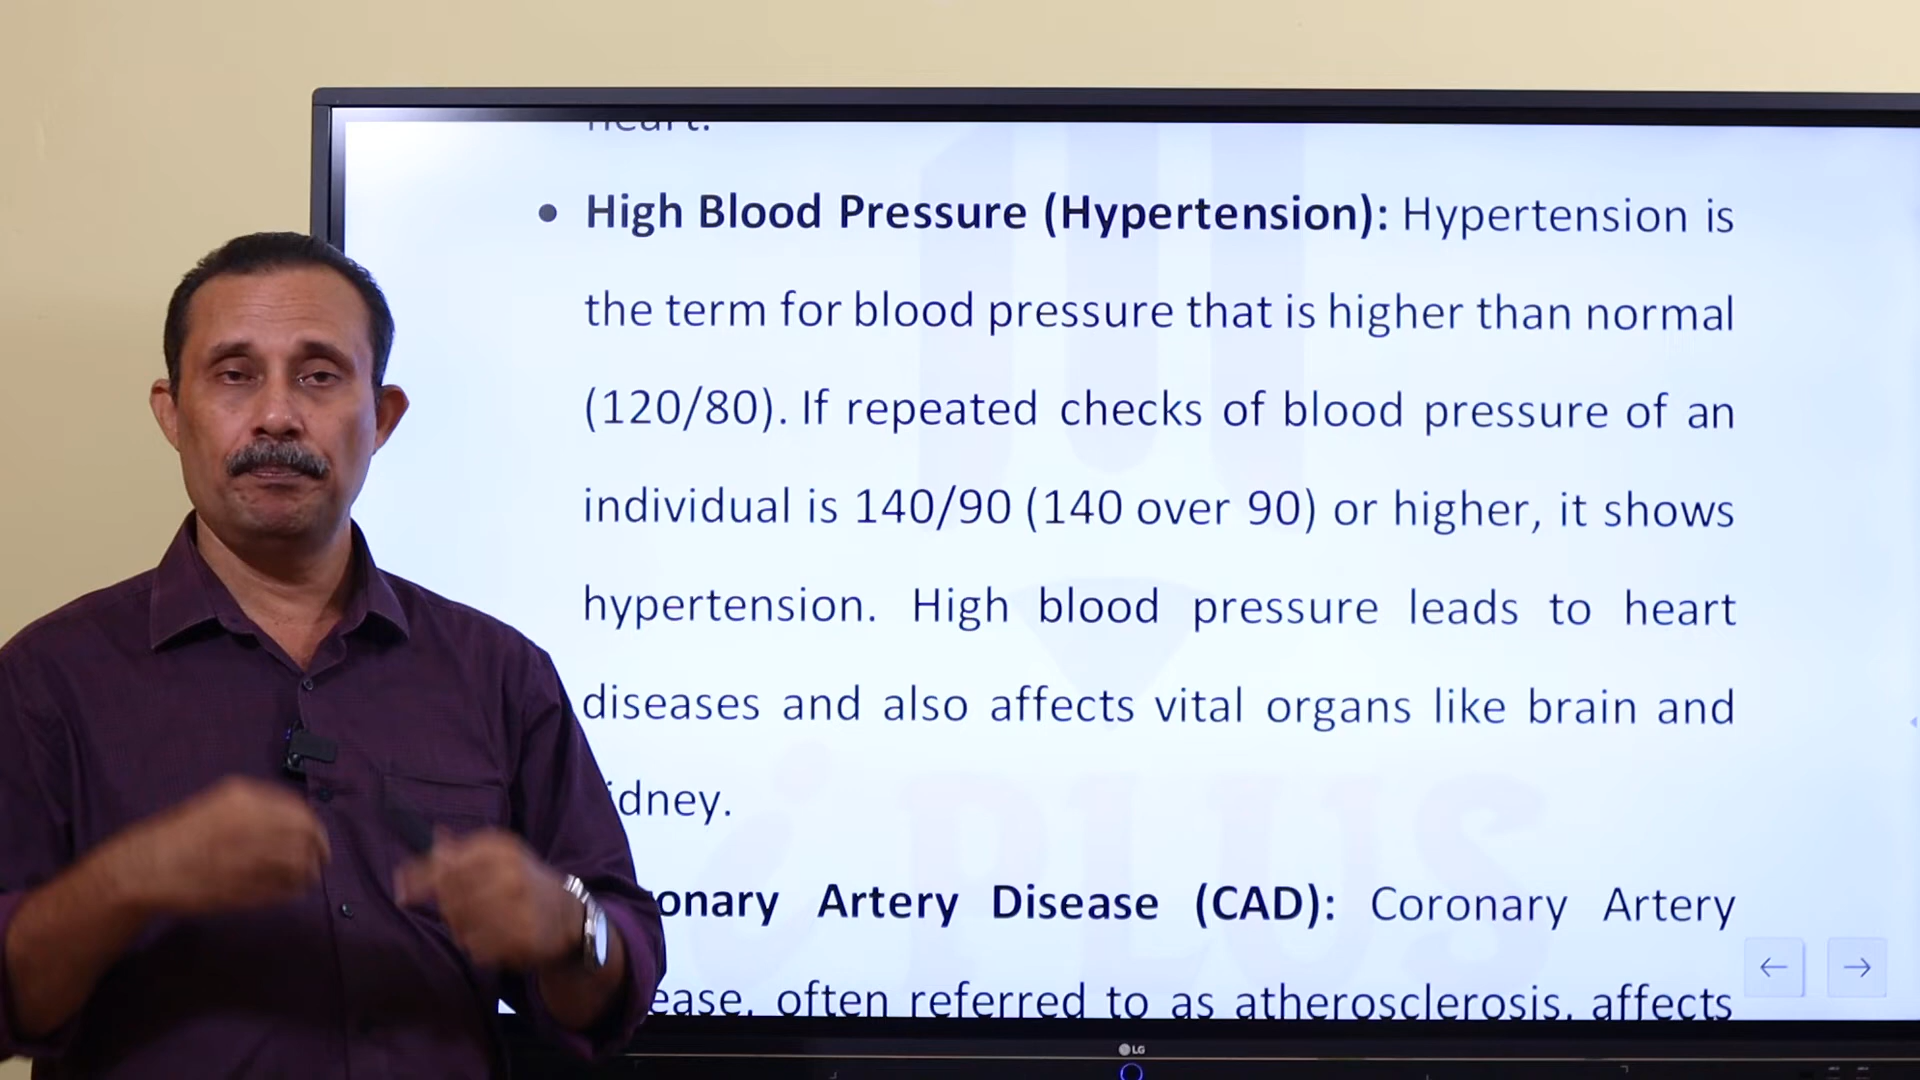 heart.
• High Blood Pressure (Hypertension): Hypertension is
the term for blood pressure that is higher than normal
(120/80). If repeated checks of blood pressure of an
individual is 140/90 (140 over 90) or higher, it shows
hypertension. High blood pressure leads to heart
diseases and also affects vital organs like brain and
idney.
onary Artery Disease (CAD): Coronary Artery
ease, often referred to as atherosclerosis, affects
i PLUS
LG